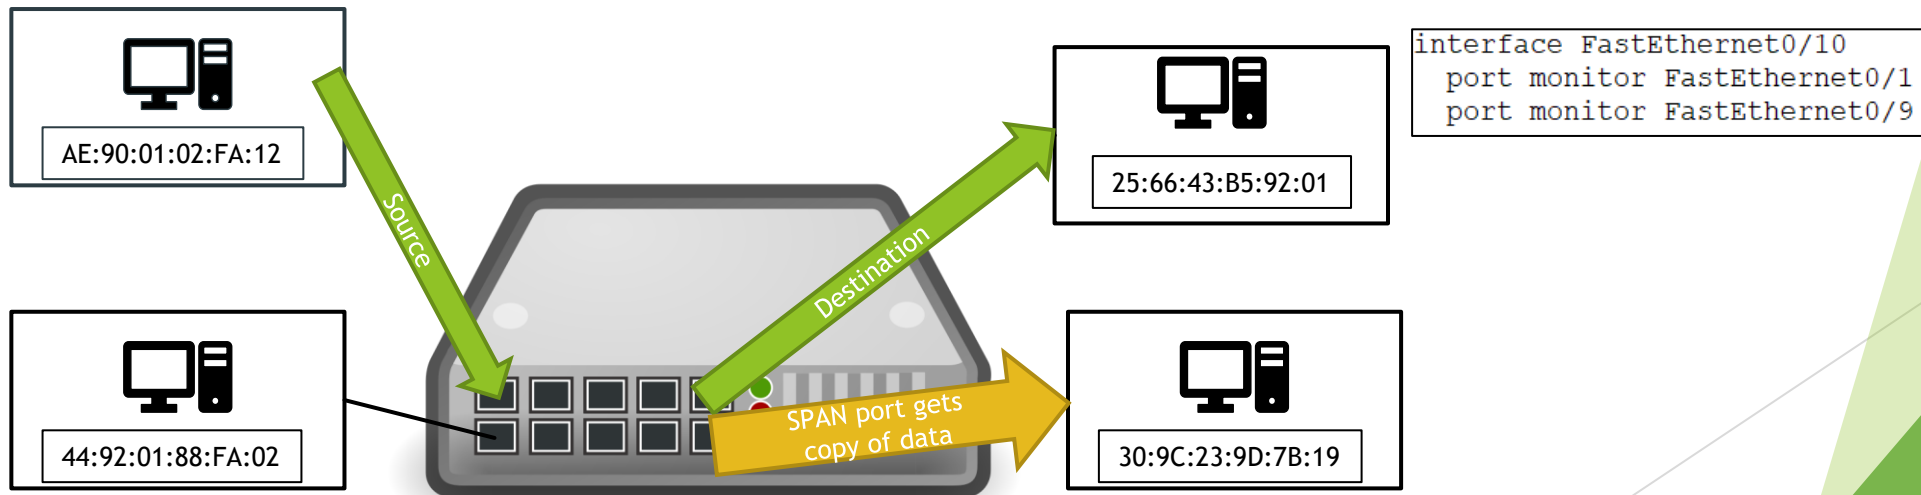 AE:90:01:02:FA:12
44:92:01:88:FA:02
Source
Destination
SPAN port gets
copy of data
25:66:43:B5:92:01
30:9C:23:9D:7B:19
interface FastEthernet0/10
port monitor FastEthernet0/1
port monitor FastEthernet0/9